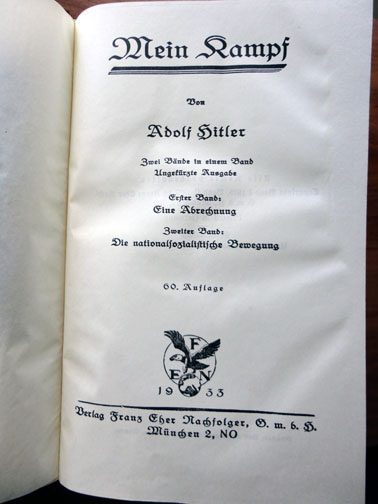 Mein Kampf
Von
Adolf Hitler
Zwei Bände in einem Band
Ungekürzte Ausgabe
Erster Band:
Eine Abrechnung
Zweiter Band:
Die nationalsozialistische Bewegung
60. Auflage
F
E N
1933
Verlag Franz Eher Nachfolger, G. m. b. H.
München 2, NO